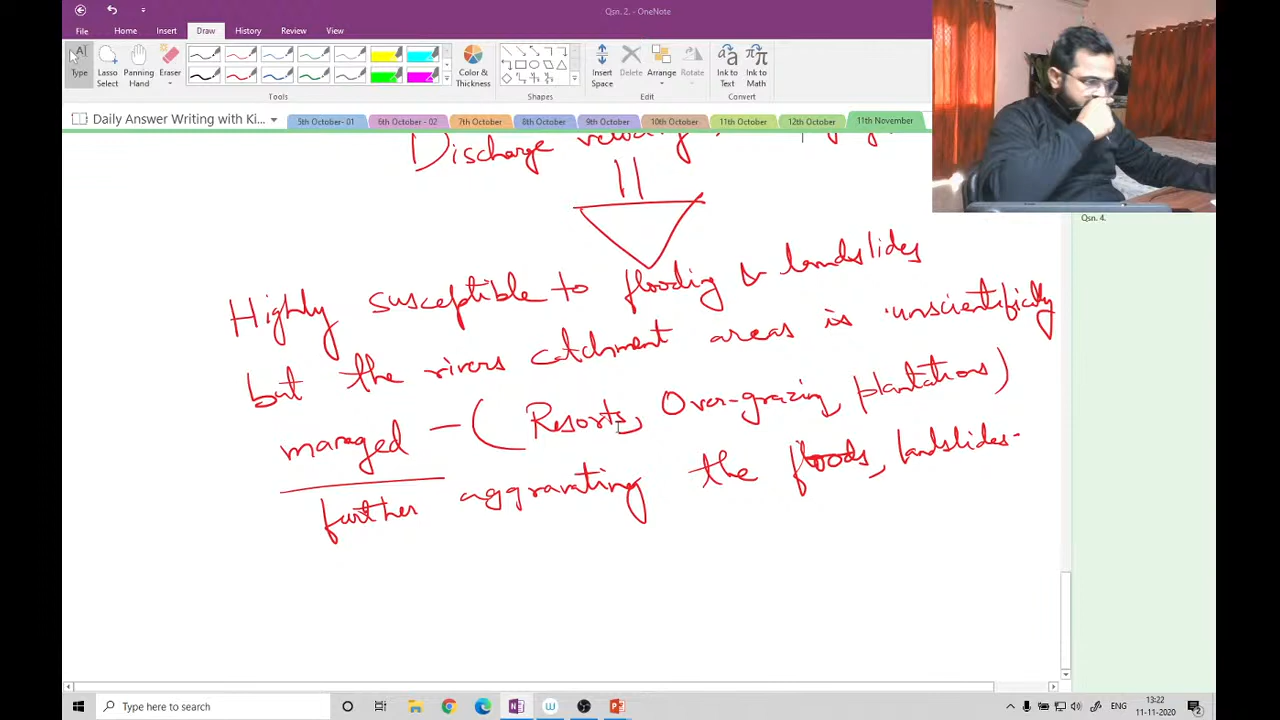 Qsn. 2. - OneNote
File Home Insert Draw History Review View
Type
Lasso Select
Panning Hand
Eraser
Color & Thickness
Insert Space
Delete
Arrange
Rotate
Ink to Text
Ink to Math
Tools
Shapes
Edit
Convert
Daily Answer Writing with Ki...
5th October- 01
6th October - 02
7th October
8th October
9th October
10th October
11th October
12th October
11th November
Qsn. 4.
Discharge velocity
Highly susceptible to flooding & landslides
but the rivers catchment areas is unscientificlly
managed - ( Resorts, Over-grazing, plantations )
further aggravating the floods, landslides.
Type here to search
ENG
13:22
11-11-2020
2